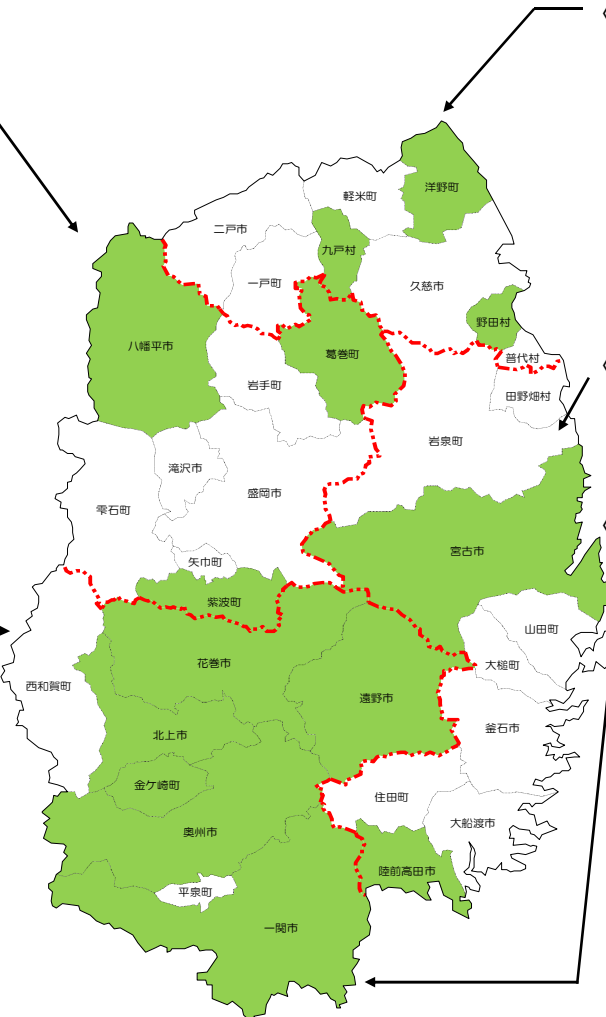 洋野町
軽米町
二戸市
九戸村
一戸町
久慈市
野田村
八幡平市
葛巻町
普代村
岩手町
田野畑村
岩泉町
滝沢市
盛岡市
雫石町
宮古市
矢巾町
紫波町
山田町
花巻市
大槌町
西和賀町
遠野市
釜石市
北上市
金ケ崎町
住田町
大船渡市
奥州市
陸前高田市
平泉町
一関市